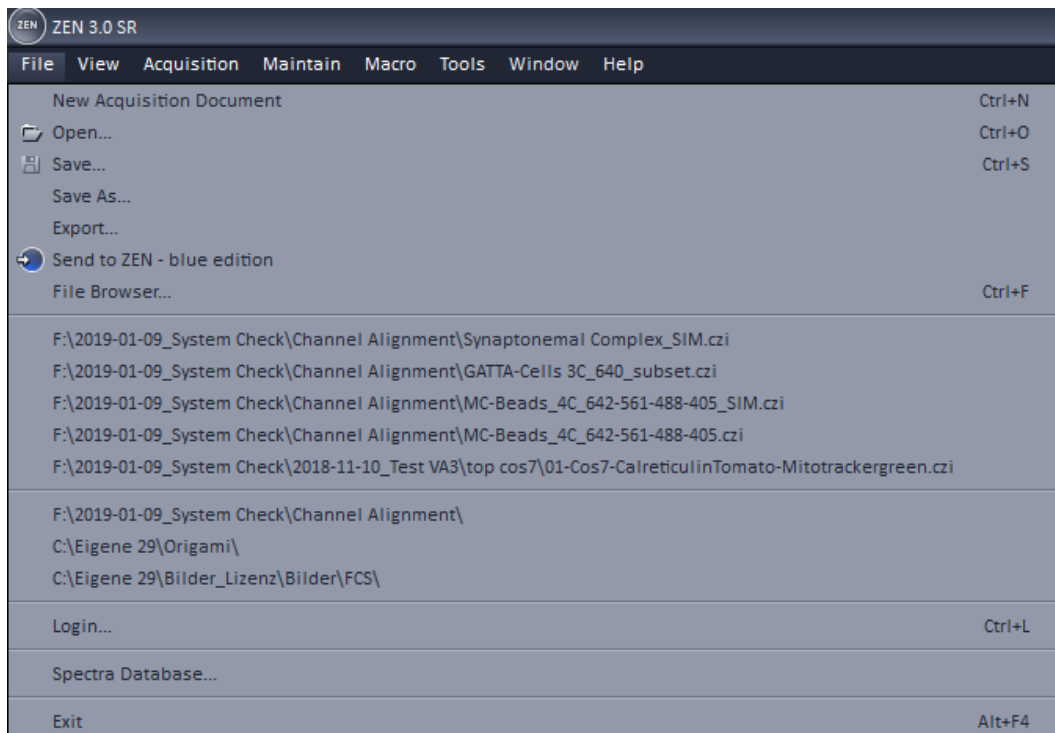 ZEN ZEN 3.0 SR
File View Acquisition Maintain Macro Tools Window Help
New Acquisition Document Ctrl+N
Open... Ctrl+O
Save... Ctrl+S
Save As...
Export...
Send to ZEN - blue edition
File Browser... Ctrl+F
F:\2019-01-09_System Check\Channel Alignment\Synaptonemal Complex_SIM.czi
F:\2019-01-09_System Check\Channel Alignment\GATTA-Cells 3C_640_subset.czi
F:\2019-01-09_System Check\Channel Alignment\MC-Beads_4C_642-561-488-405_SIM.czi
F:\2019-01-09_System Check\Channel Alignment\MC-Beads_4C_642-561-488-405.czi
F:\2019-01-09_System Check\2018-11-10_Test VA3\top cos7\01-Cos7-CalreticulinTomato-Mitotrackergreen.czi
F:\2019-01-09_System Check\Channel Alignment\
C:\Eigene 29\Origami\
C:\Eigene 29\Bilder_Lizenz\Bilder\FCS\
Login... Ctrl+L
Spectra Database...
Exit Alt+F4